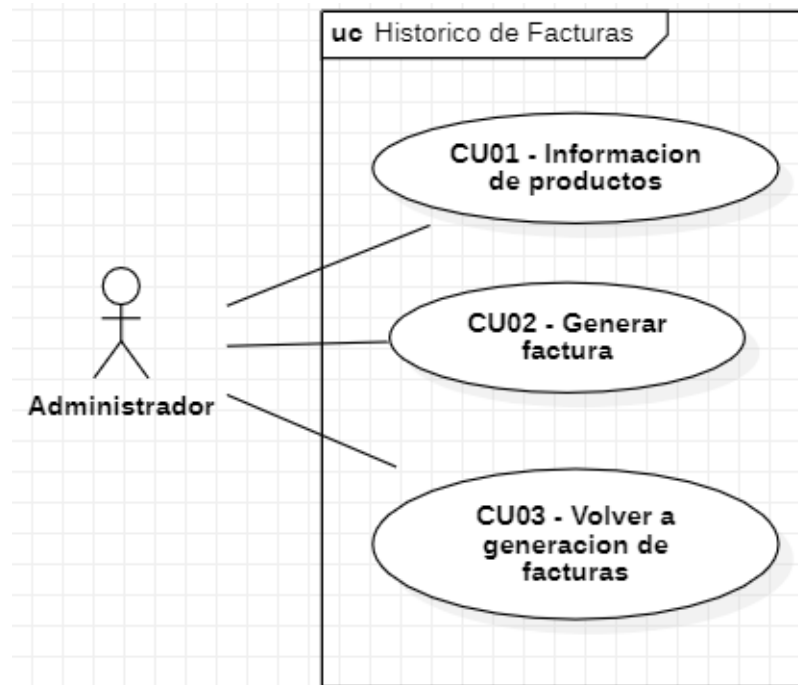 uc Historico de Facturas
CU01 - Informacion
de productos
CU02 - Generar
factura
Administrador
CU03 - Volver a
generacion de
facturas